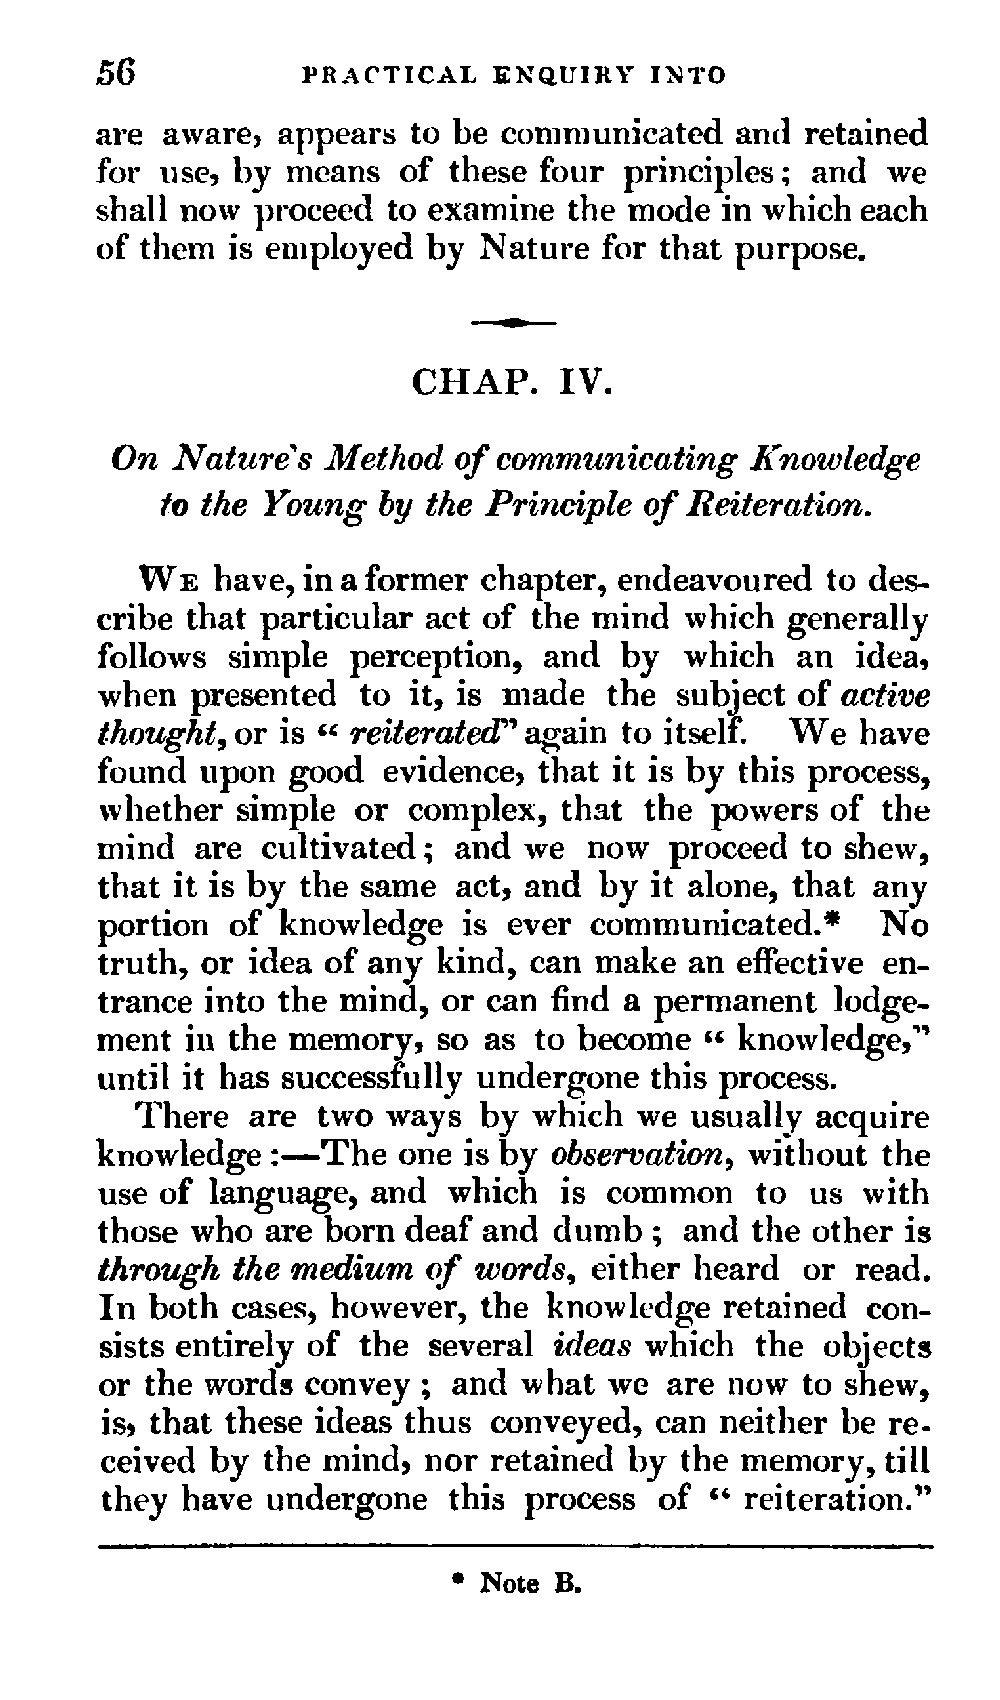 56 PRACTICAL ENQUIRY INTO
are aware, appears to be communicated and retained
for use, by means of these four principles; and we
shall now proceed to examine the mode in which each
of them is employed by Nature for that purpose.
CHAP. IV.
On Nature's Method of communicating Knowledge
to the Young by the Principle of Reiteration.
WE have, in a former chapter, endeavoured to des-
cribe that particular act of the mind which generally
follows simple perception, and by which an idea,
when presented to it, is made the subject of active
thought, or is “ reiterated” again to itself. We have
found upon good evidence, that it is by this process,
whether simple or complex, that the powers of the
mind are cultivated; and we now proceed to shew,
that it is by the same act, and by it alone, that any
portion of knowledge is ever communicated.* No
truth, or idea of any kind, can make an effective en-
trance into the mind, or can find a permanent lodge-
ment in the memory, so as to become “ knowledge,”
until it has successfully undergone this process.
There are two ways by which we usually acquire
knowledge :—The one is by observation, without the
use of language, and which is common to us with
those who are born deaf and dumb ; and the other is
through the medium of words, either heard or read.
In both cases, however, the knowledge retained con-
sists entirely of the several ideas which the objects
or the words convey ; and what we are now to shew,
is, that these ideas thus conveyed, can neither be re-
ceived by the mind, nor retained by the memory, till
they have undergone this process of “ reiteration.”
* Note B.